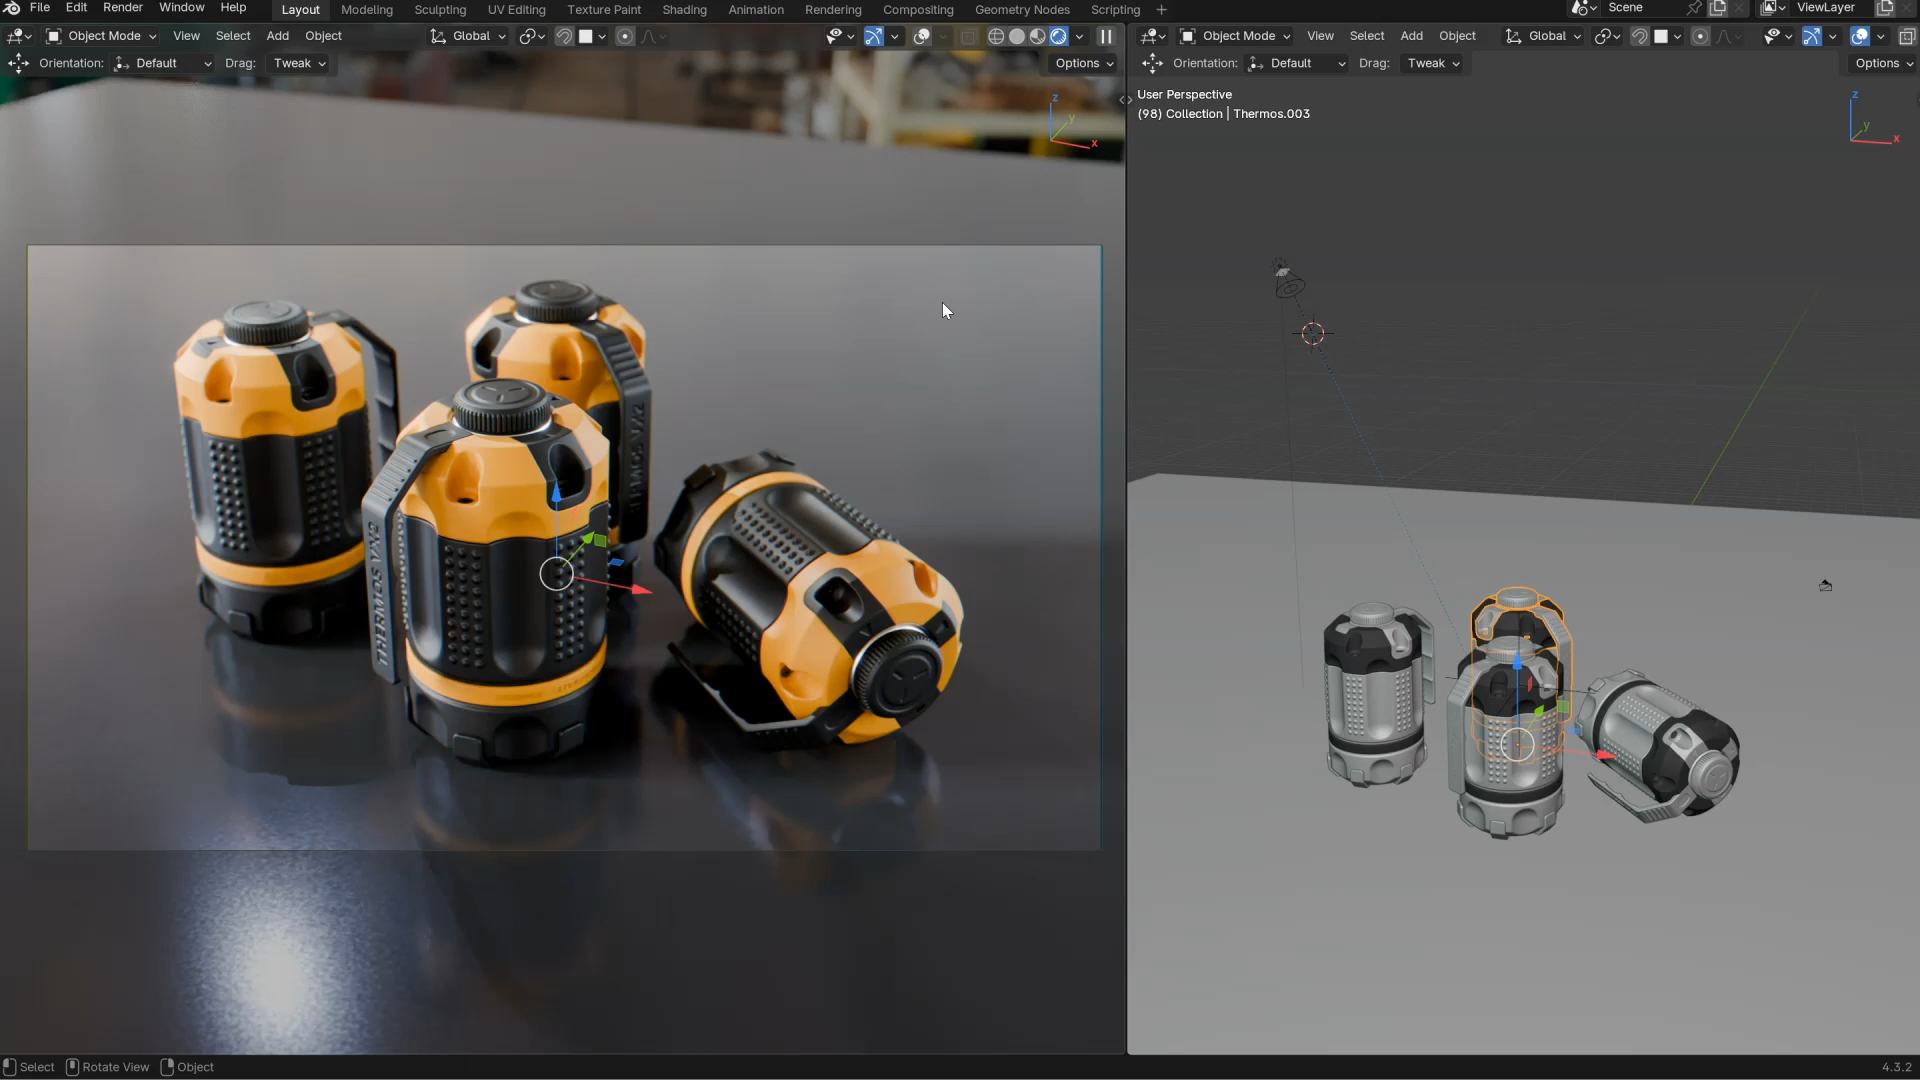 File Edit Render Window Help
Layout Modeling Sculpting UV Editing Texture Paint Shading Animation Rendering Compositing Geometry Nodes Scripting +
Scene ViewLayer
Object Mode View Select Add Object Global
Orientation: Default Drag: Tweak Options
Object Mode View Select Add Object Global
Orientation: Default Drag: Tweak Options
User Perspective
(98) Collection | Thermos.003
z
y
x
z
y
x
Select Rotate View Object
4.3.2